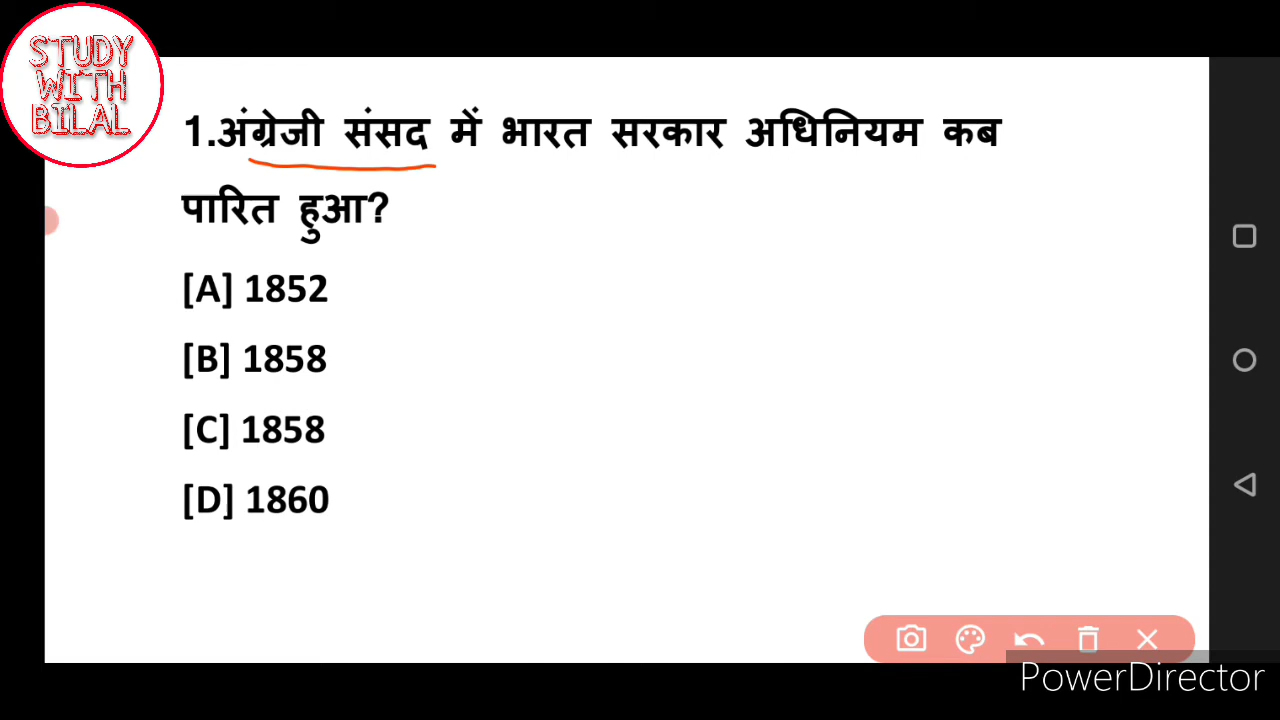 STUDY
WITH
BILAL
1.अंग्रेजी संसद में भारत सरकार अधिनियम कब
पारित हुआ?
[A] 1852
[B] 1858
[C] 1858
[D] 1860
PowerDirector